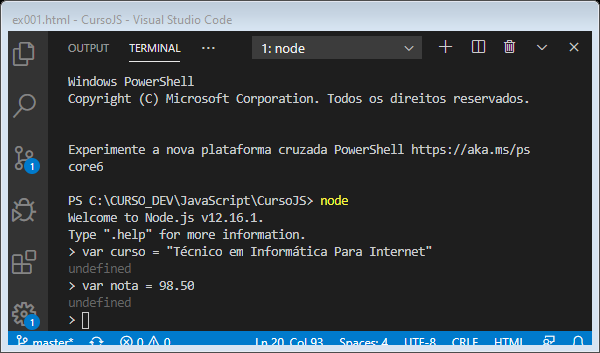 ex001.html - CursoJS - Visual Studio Code
OUTPUT TERMINAL ··· 1: node
Windows PowerShell
Copyright (C) Microsoft Corporation. Todos os direitos reservados.
Experimente a nova plataforma cruzada PowerShell https://aka.ms/ps
core6
PS C:\CURSO_DEV\JavaScript\CursoJS> node
Welcome to Node.js v12.16.1.
Type ".help" for more information.
> var curso = "Técnico em Informática Para Internet"
undefined
> var nota = 98.50
undefined
>
1
1
master* 0 0 Ln 20, Col 93 Spaces: 4 UTF-8 CRLF HTML